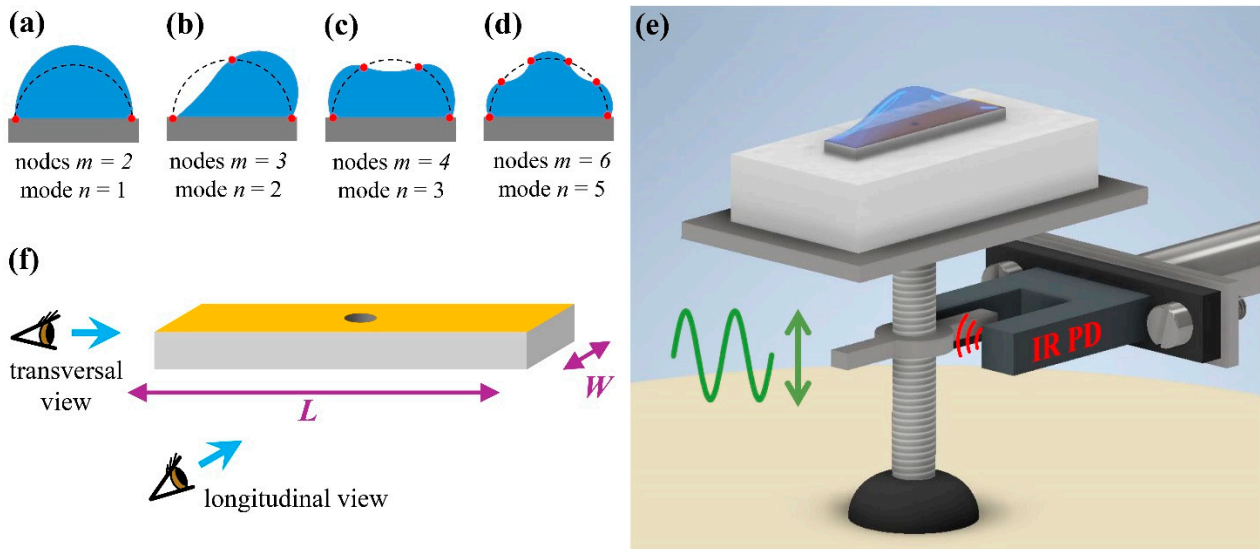 (a)
nodes m = 2
mode n = 1
(b)
nodes m = 3
mode n = 2
(c)
nodes m = 4
mode n = 3
(d)
nodes m = 6
mode n = 5
(e)
IR PD
(f)
transversal
view
L
W
longitudinal view